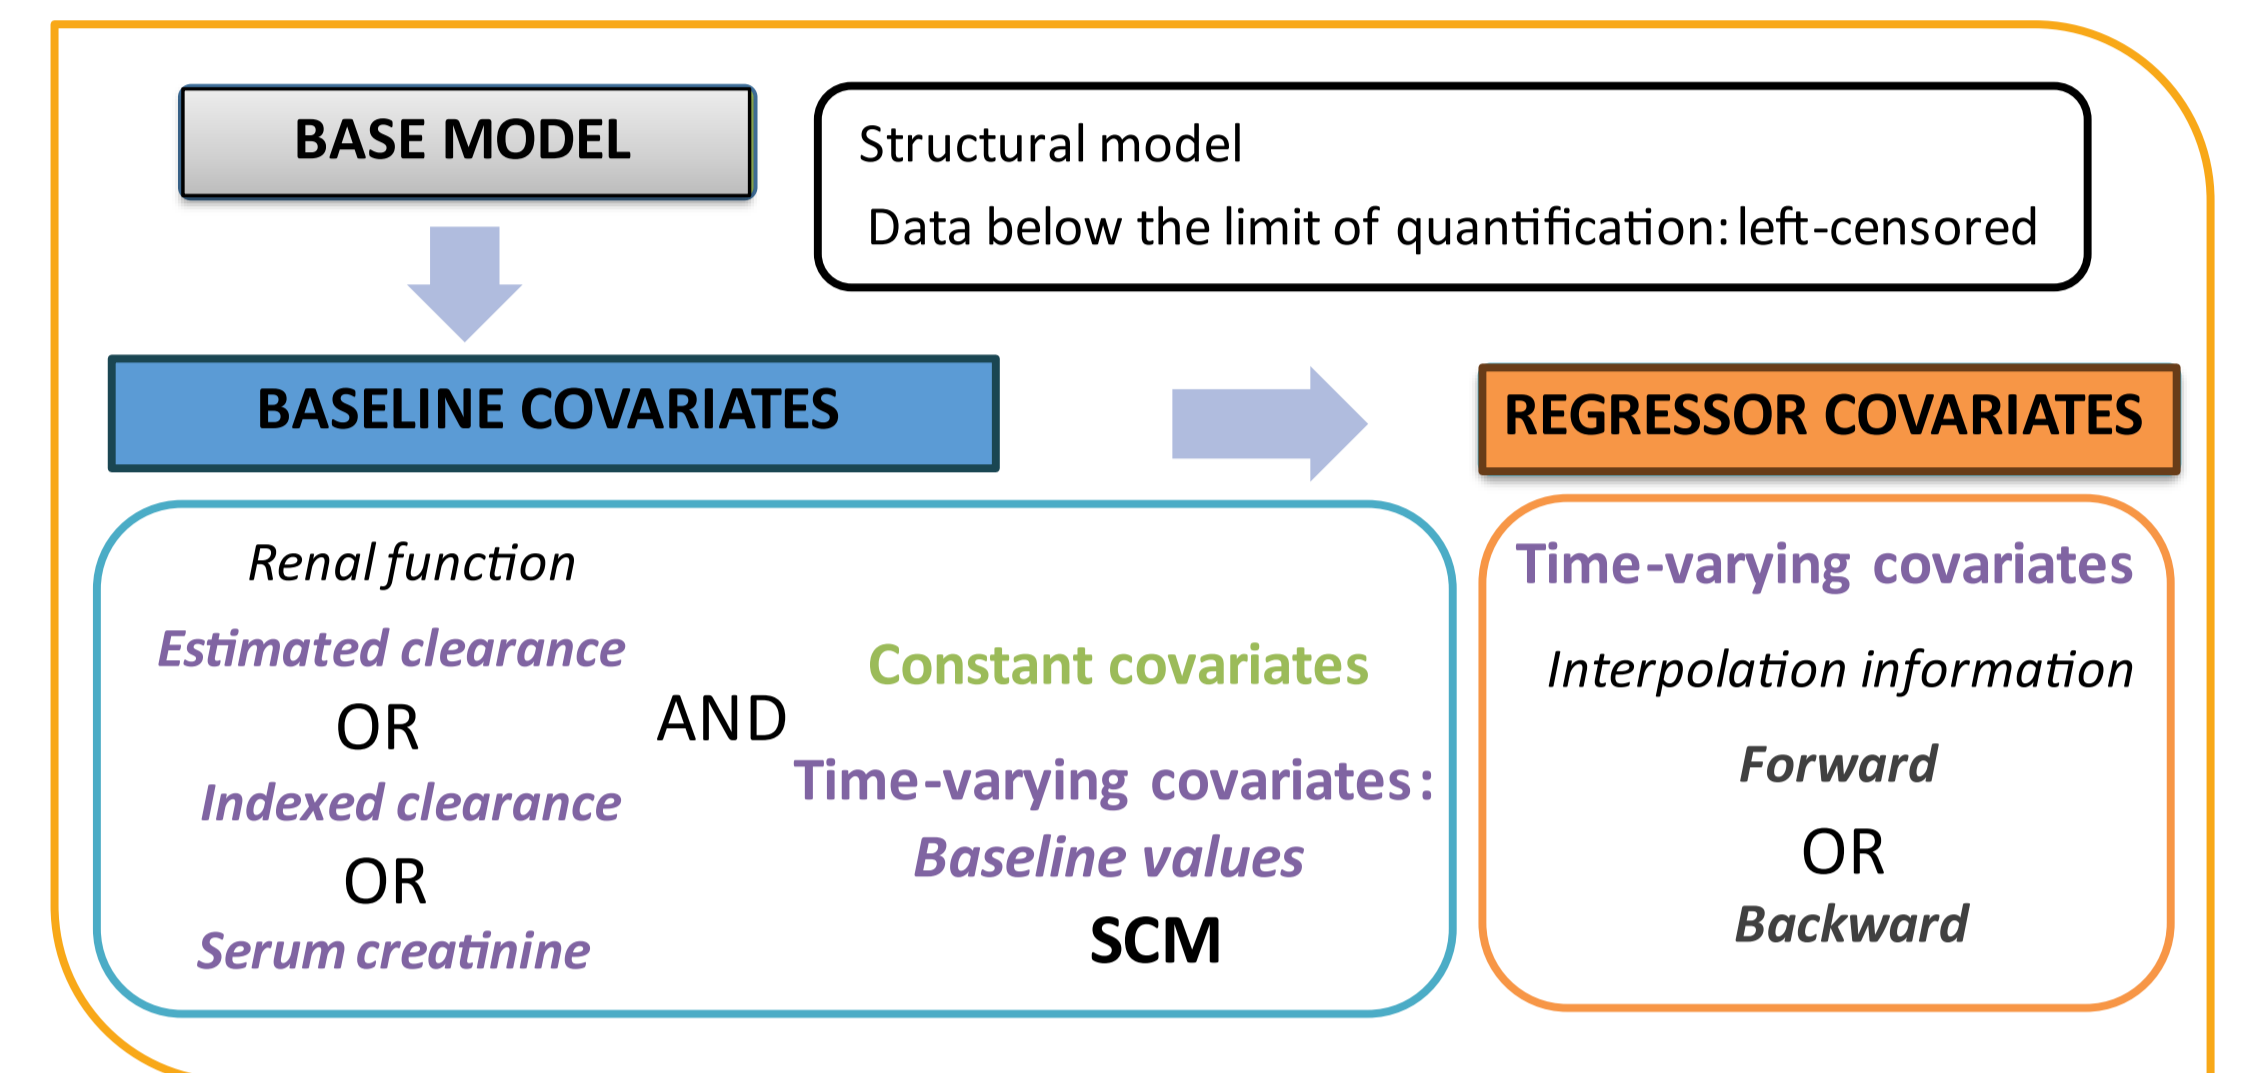 BASE MODEL
Structural model
Data below the limit of quantification: left-censored
BASELINE COVARIATES
REGRESSOR COVARIATES
Renal function
Estimated clearance
OR
Indexed clearance
OR
Serum creatinine
AND
Constant covariates
Time-varying covariates:
Baseline values
SCM
Time-varying covariates
Interpolation information
Forward
OR
Backward